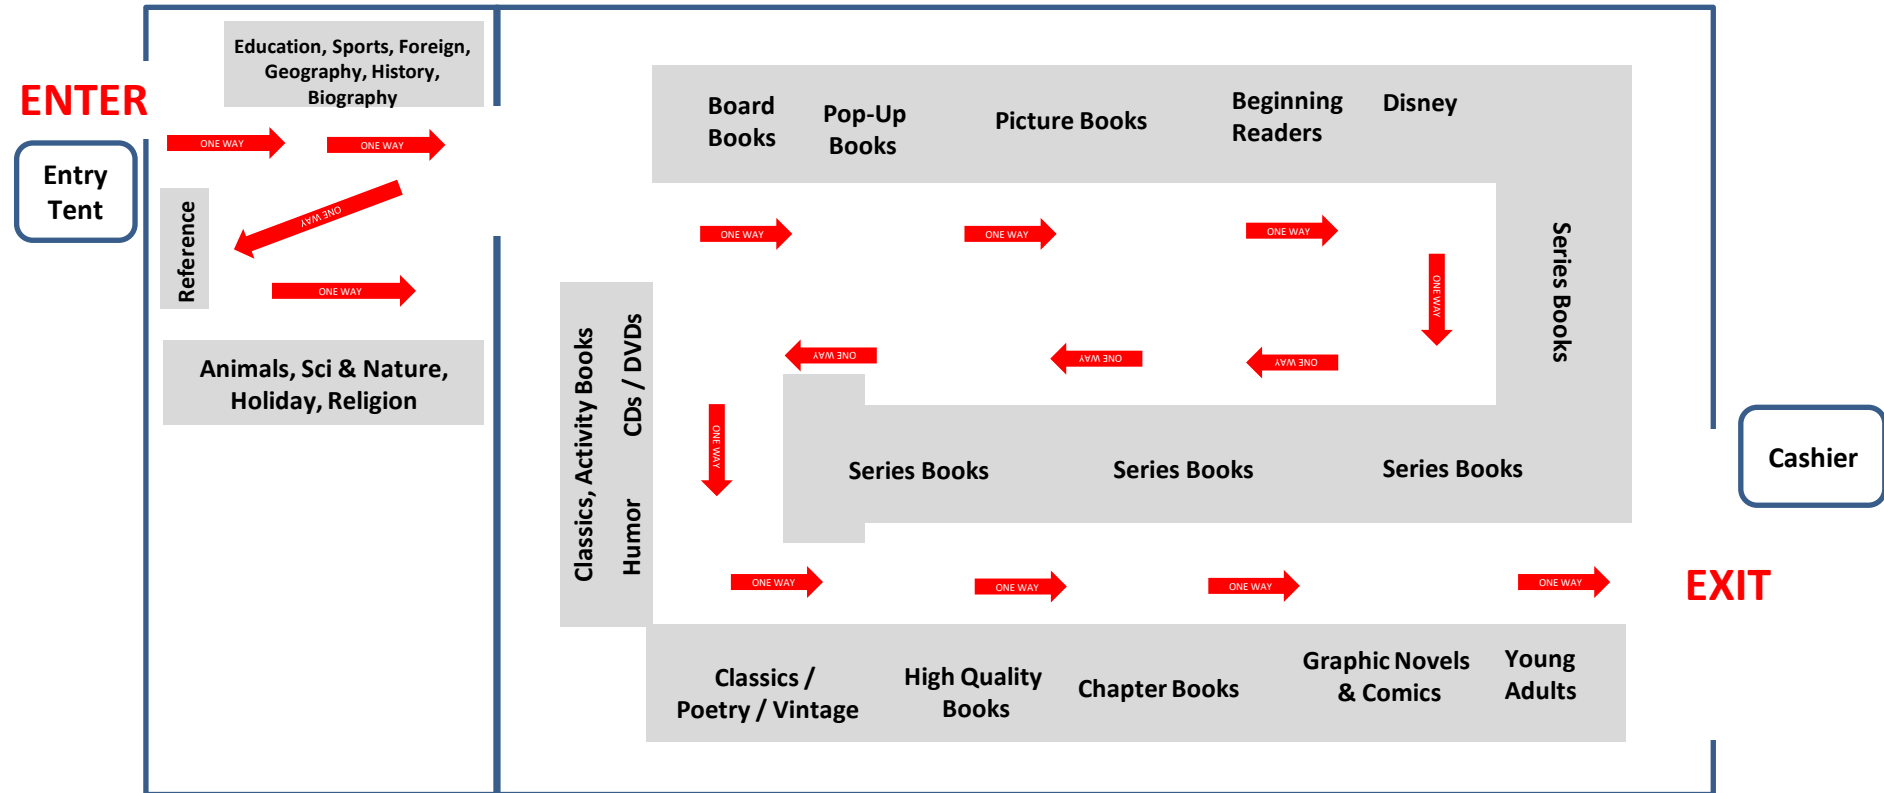 ENTER
Entry
Tent
Education, Sports, Foreign,
Geography, History,
Biography
ONE WAY
ONE WAY
ONE WAY
Reference
ONE WAY
Animals, Sci & Nature,
Holiday, Religion
Board
Books
Pop-Up
Books
Picture Books
Beginning
Readers
Disney
ONE WAY
ONE WAY
ONE WAY
ONE WAY
Series Books
ONE WAY
ONE WAY
ONE WAY
Classics, Activity Books
CDs / DVDs
Humor
ONE WAY
Series Books
Series Books
Series Books
Cashier
ONE WAY
ONE WAY
ONE WAY
ONE WAY
EXIT
Classics /
Poetry / Vintage
High Quality
Books
Chapter Books
Graphic Novels
& Comics
Young
Adults